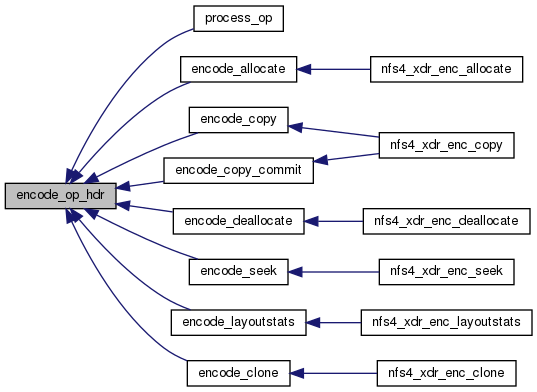 process_op
encode_allocate
nfs4_xdr_enc_allocate
encode_copy
nfs4_xdr_enc_copy
encode_copy_commit
encode_op_hdr
encode_deallocate
nfs4_xdr_enc_deallocate
encode_seek
nfs4_xdr_enc_seek
encode_layoutstats
nfs4_xdr_enc_layoutstats
encode_clone
nfs4_xdr_enc_clone